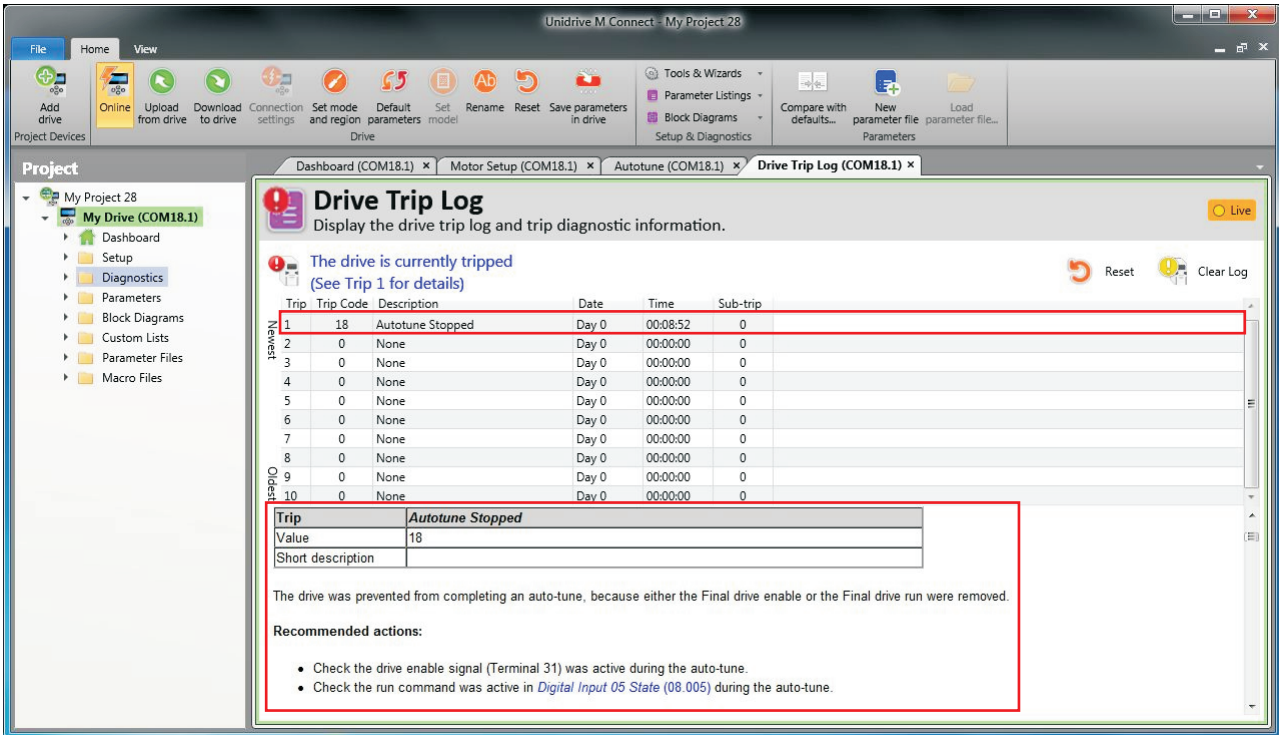 Unidrive M Connect - My Project 28
File Home View
Add drive
Online
Upload from drive
Download to drive
Connection settings
Set mode and region
Default parameters
Set model
Rename
Reset
Save parameters in drive
Tools & Wizards
Parameter Listings
Block Diagrams
Compare with defaults...
New parameter file
Load parameter file...
Project Devices
Drive
Setup & Diagnostics
Parameters
Project
My Project 28
My Drive (COM18.1)
Dashboard
Setup
Diagnostics
Parameters
Block Diagrams
Custom Lists
Parameter Files
Macro Files
Dashboard (COM18.1) × Motor Setup (COM18.1) × Autotune (COM18.1) × Drive Trip Log (COM18.1) ×
Drive Trip Log
Display the drive trip log and trip diagnostic information.
Live
The drive is currently tripped
(See Trip 1 for details)
Reset
Clear Log
Trip Trip Code Description Date Time Sub-trip
Newest
1 18 Autotune Stopped Day 0 00:08:52 0
2 0 None Day 0 00:00:00 0
3 0 None Day 0 00:00:00 0
4 0 None Day 0 00:00:00 0
5 0 None Day 0 00:00:00 0
6 0 None Day 0 00:00:00 0
7 0 None Day 0 00:00:00 0
8 0 None Day 0 00:00:00 0
9 0 None Day 0 00:00:00 0
10 0 None Day 0 00:00:00 0
Oldest
Trip Autotune Stopped
Value 18
Short description
The drive was prevented from completing an auto-tune, because either the Final drive enable or the Final drive run were removed.
Recommended actions:
• Check the drive enable signal (Terminal 31) was active during the auto-tune.
• Check the run command was active in Digital Input 05 State (08.005) during the auto-tune.